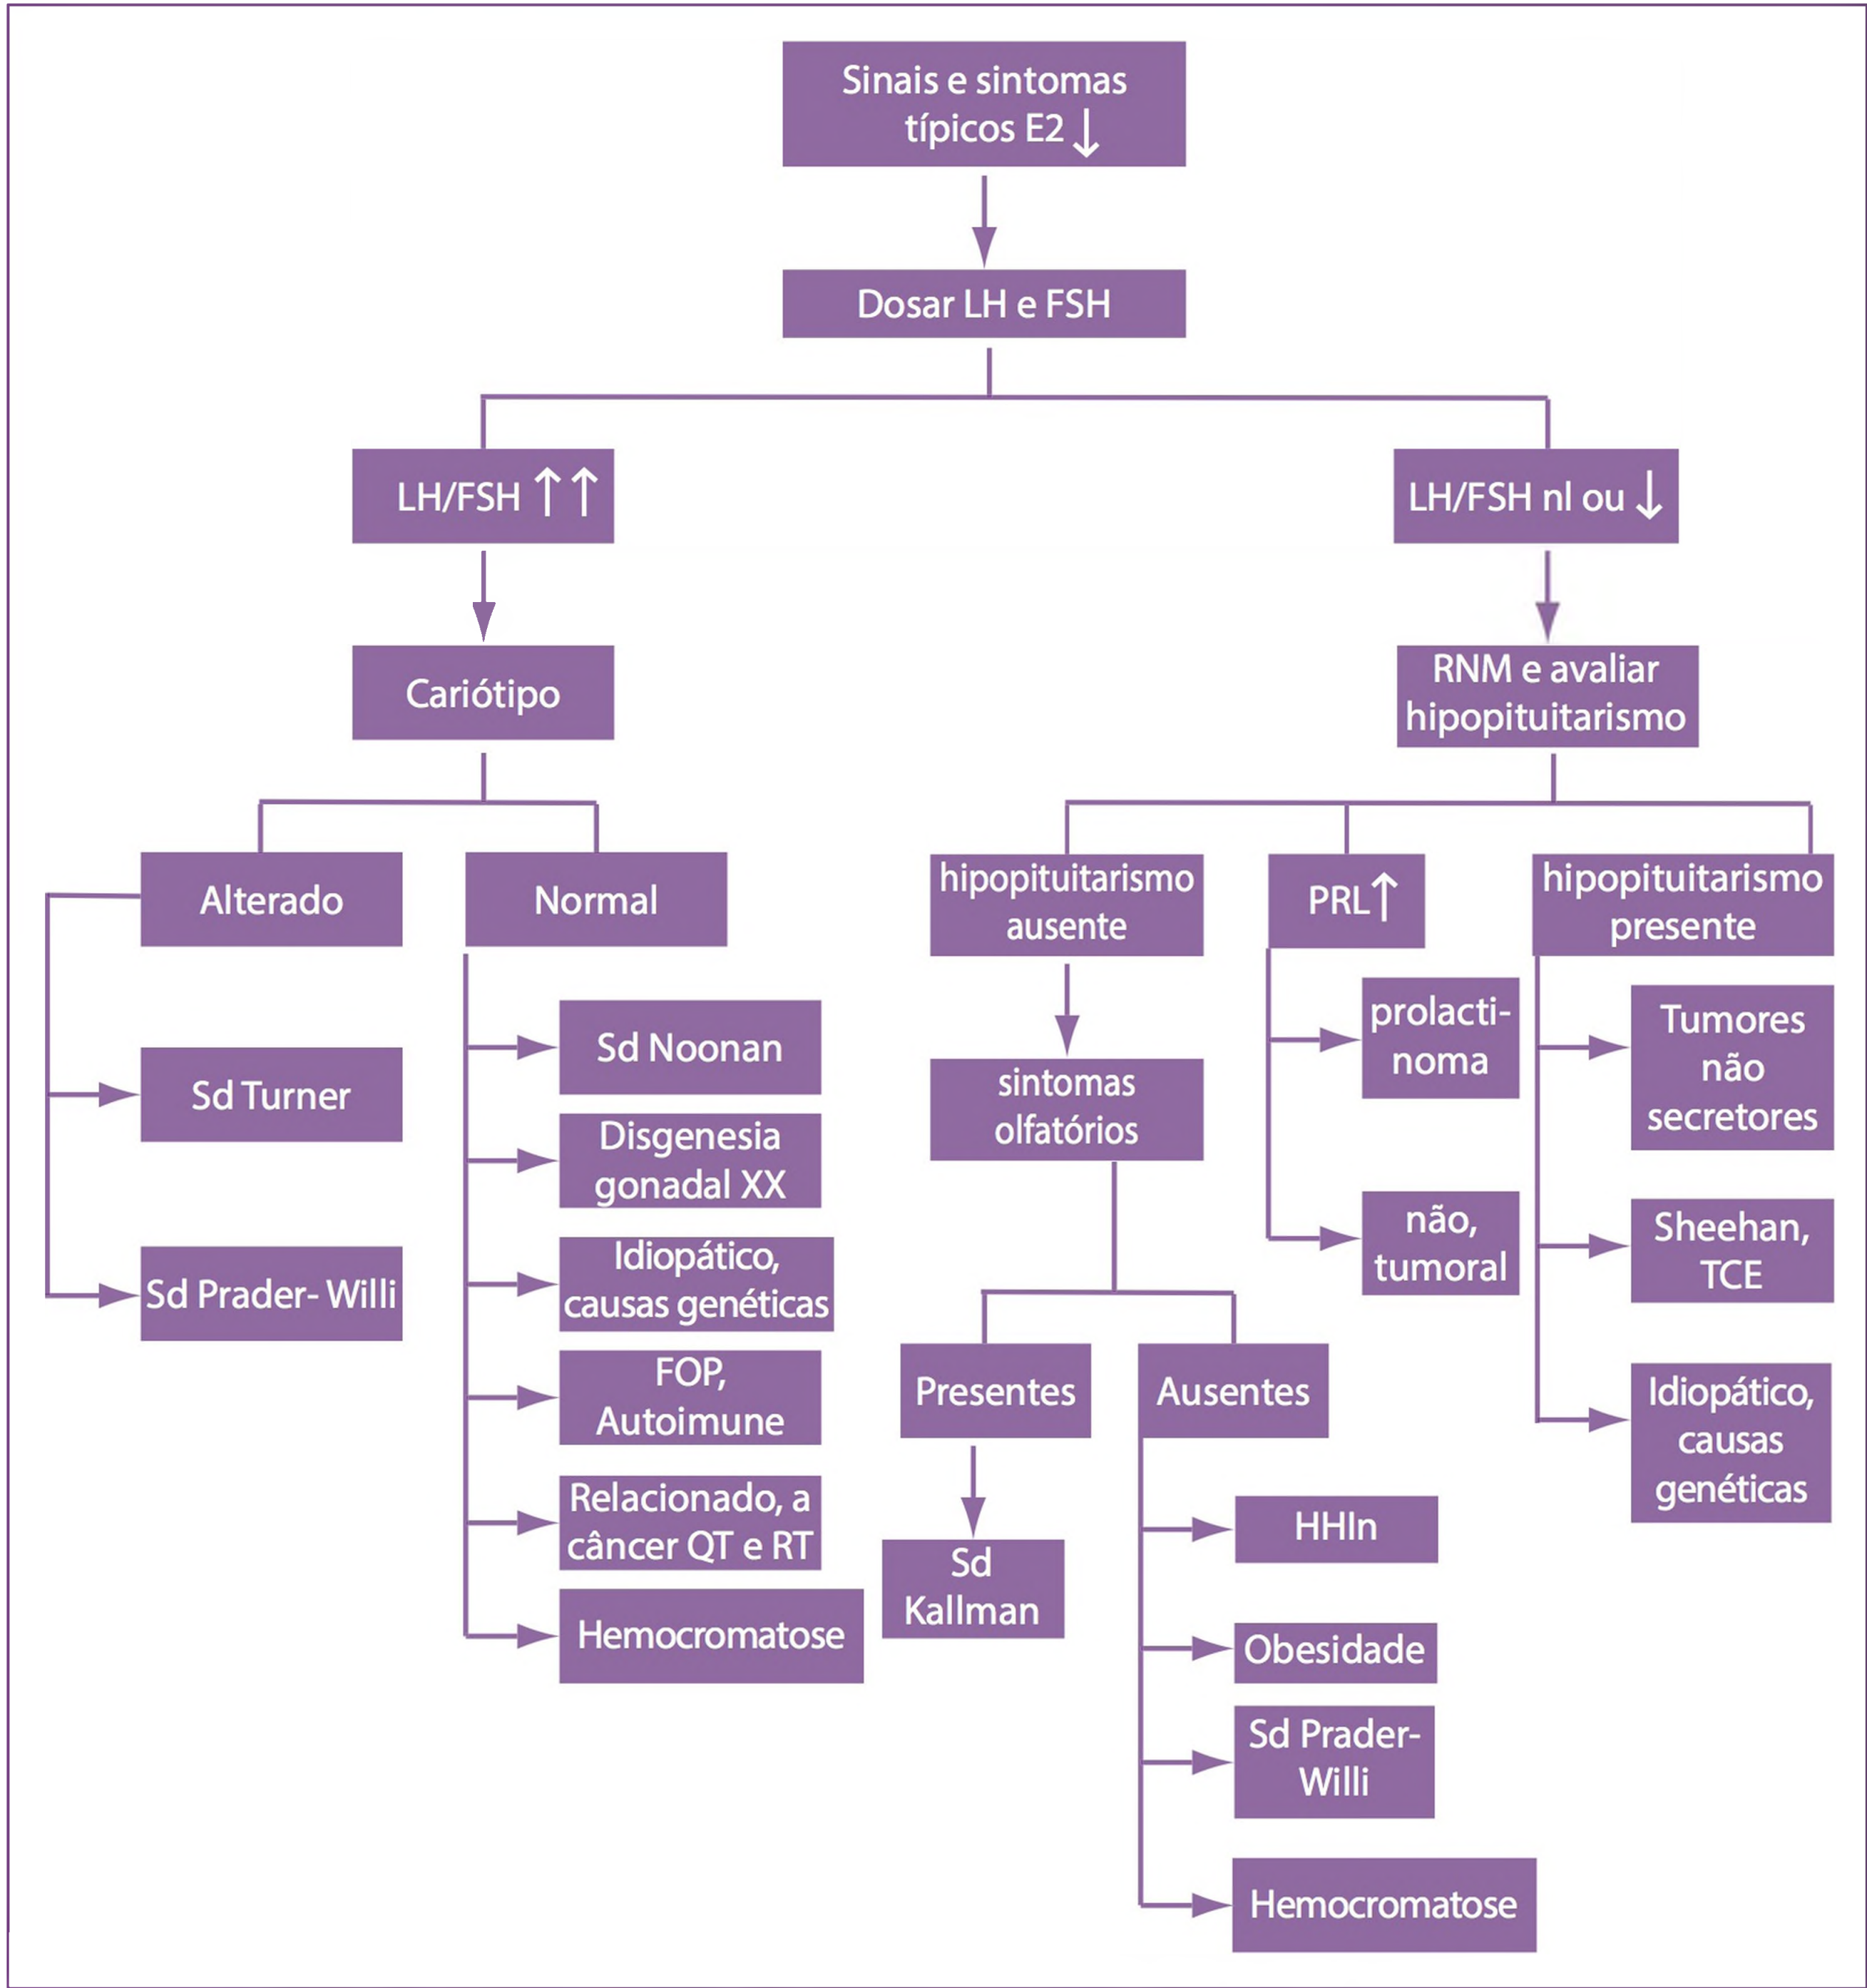 Sinais e sintomas
típicos E2 ↓
Dosar LH e FSH
LH/FSH ↑↑
LH/FSH nl ou ↓
Cariótipo
RNM e avaliar
hipopituitarismo
Alterado
Normal
hipopituitarismo
ausente
PRL↑
hipopituitarismo
presente
Sd Turner
Sd Prader- Willi
Sd Noonan
Disgenesia
gonadal XX
Idiopático,
causas genéticas
FOP,
Autoimune
Relacionado, a
câncer QT e RT
Hemocromatose
sintomas
olfatórios
Presentes
Ausentes
Sd
Kallman
HHIn
Obesidade
Sd Prader-
Willi
Hemocromatose
prolacti-
noma
não,
tumoral
Tumores
não
secretores
Sheehan,
TCE
Idiopático,
causas
genéticas